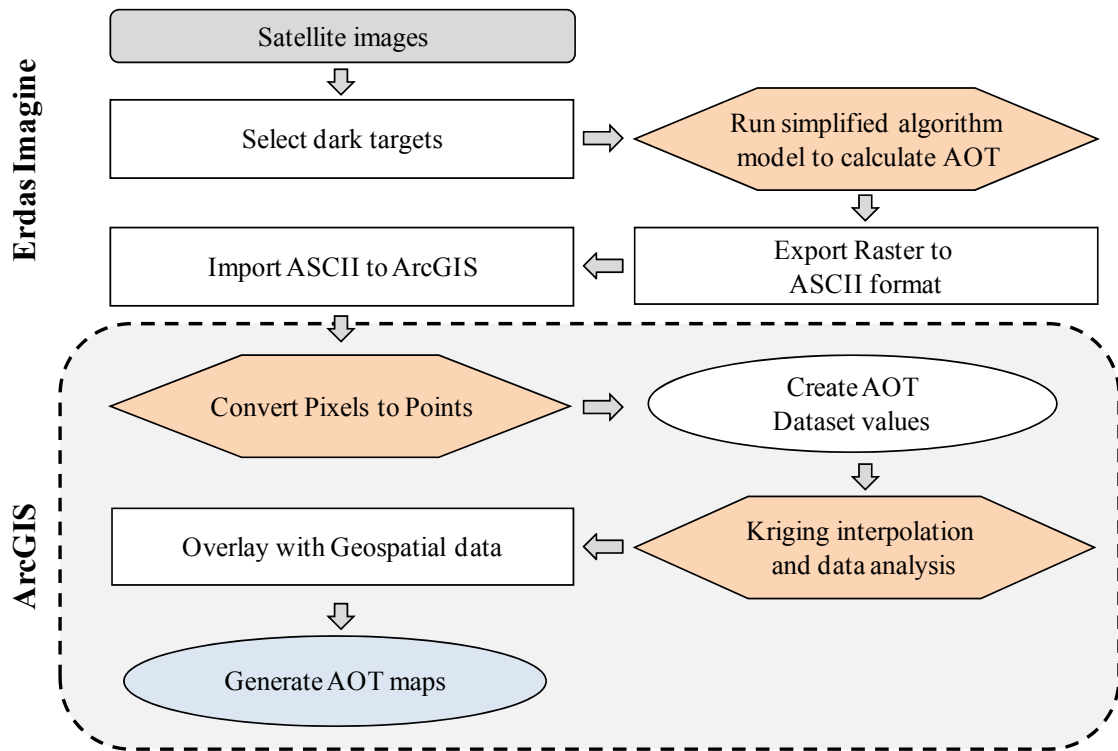 Erdas Imagine
Satellite images
Select dark targets
Run simplified algorithm
model to calculate AOT
Export Raster to
ASCII format
Import ASCII to ArcGIS
ArcGIS
Convert Pixels to Points
Create AOT
Dataset values
Kriging interpolation
and data analysis
Overlay with Geospatial data
Generate AOT maps